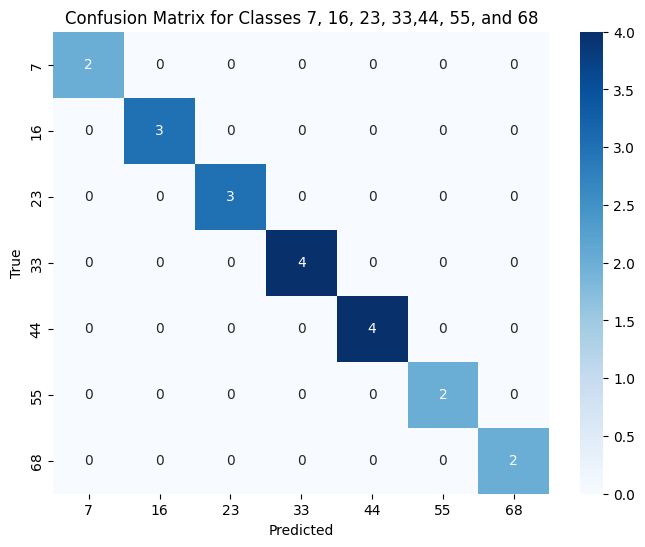 Confusion Matrix for Classes 7, 16, 23, 33,44, 55, and 68
7 2 0 0 0 0 0 0
16 0 3 0 0 0 0 0
23 0 0 3 0 0 0 0
33 0 0 0 4 0 0 0
44 0 0 0 0 4 0 0
55 0 0 0 0 0 2 0
68 0 0 0 0 0 0 2
7 16 23 33 44 55 68
Predicted
True
4.0
3.5
3.0
2.5
2.0
1.5
1.0
0.5
0.0